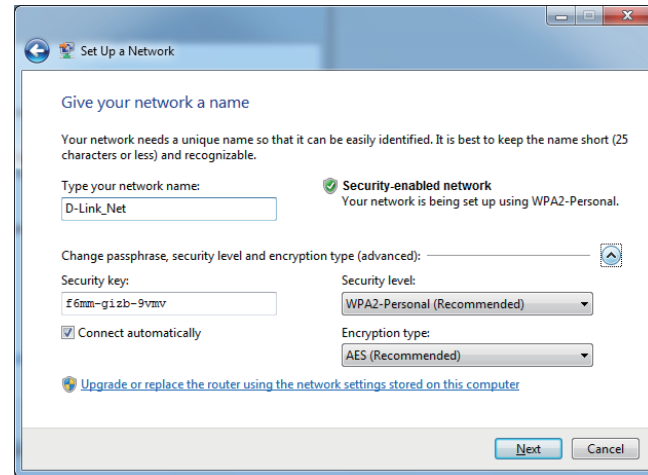 Set Up a Network
Give your network a name
Your network needs a unique name so that it can be easily identified. It is best to keep the name short (25
characters or less) and recognizable.
Type your network name:
D-Link_Net
Security-enabled network
Your network is being set up using WPA2-Personal.
Change passphrase, security level and encryption type (advanced):
Security key:
f6mm-gizb-9vmv
Security level:
WPA2-Personal (Recommended)
Connect automatically
Encryption type:
AES (Recommended)
Upgrade or replace the router using the network settings stored on this computer
Next
Cancel